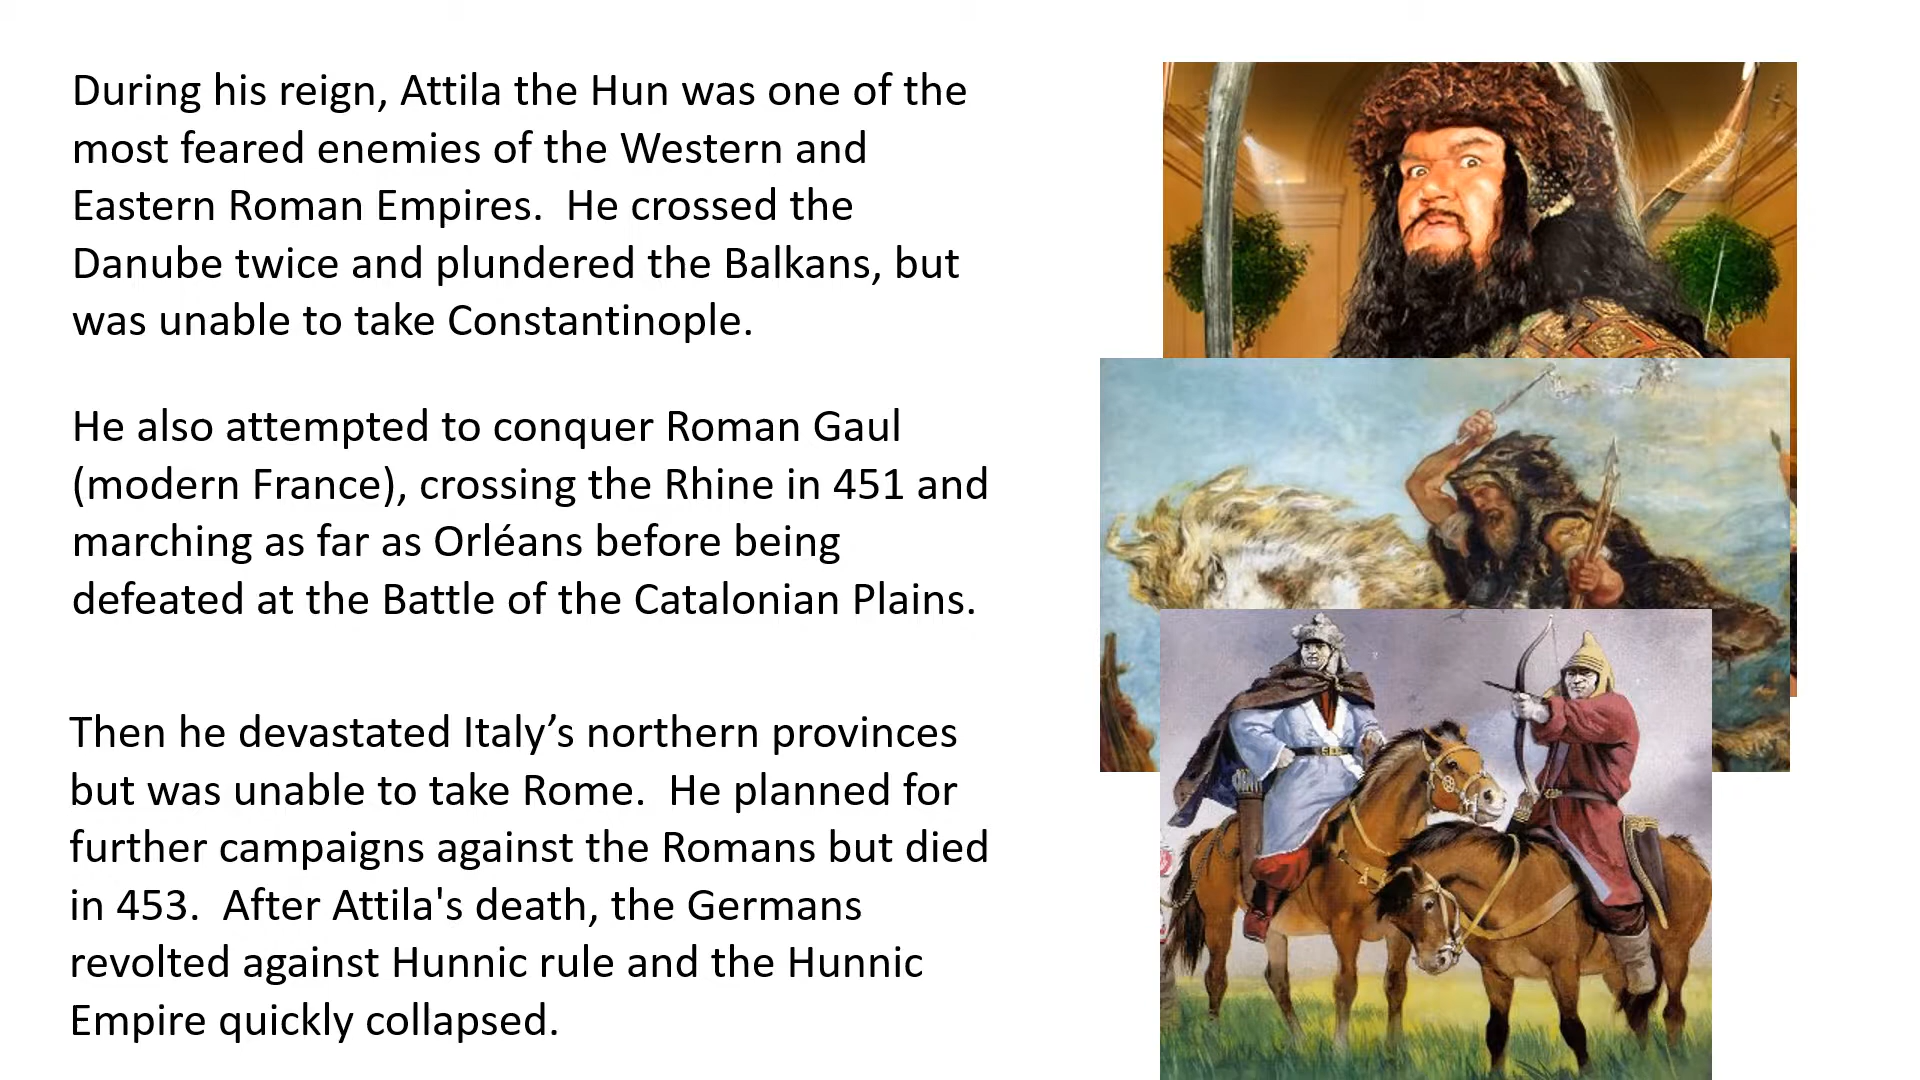 During his reign, Attila the Hun was one of the
most feared enemies of the Western and
Eastern Roman Empires.  He crossed the
Danube twice and plundered the Balkans, but
was unable to take Constantinople.
He also attempted to conquer Roman Gaul
(modern France), crossing the Rhine in 451 and
marching as far as Orléans before being
defeated at the Battle of the Catalonian Plains.
Then he devastated Italy’s northern provinces
but was unable to take Rome.  He planned for
further campaigns against the Romans but died
in 453.  After Attila's death, the Germans
revolted against Hunnic rule and the Hunnic
Empire quickly collapsed.